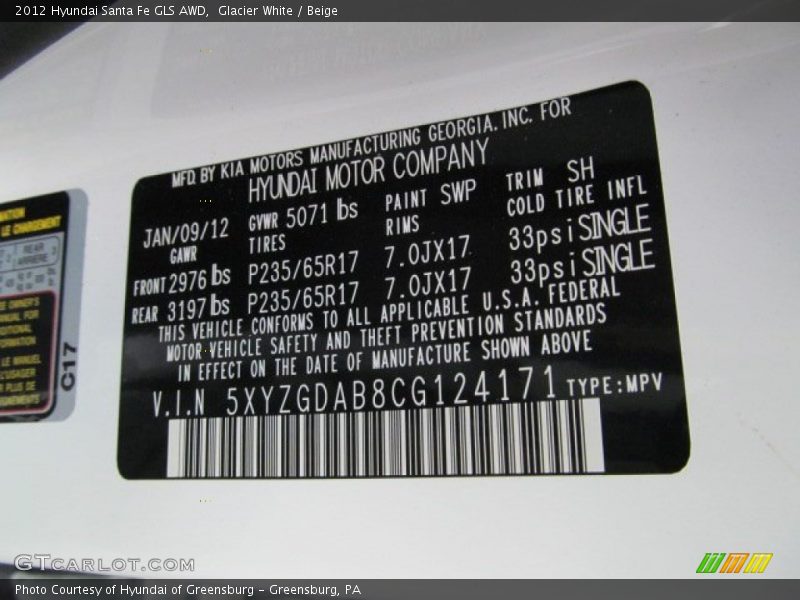 2012 Hyundai Santa Fe GLS AWD,  Glacier White / Beige
MFD. BY KIA MOTORS MANUFACTURING GEORGIA. INC. FOR
HYUNDAI MOTOR COMPANY
JAN/09/12 GVWR 5071 lbs PAINT SWP TRIM SH
GAWR TIRES RIMS COLD TIRE INFL
FRONT 2976 lbs P235/65R17 7.0JX17 33psi SINGLE
REAR 3197 lbs P235/65R17 7.0JX17 33psi SINGLE
THIS VEHICLE CONFORMS TO ALL APPLICABLE U.S.A. FEDERAL
MOTOR-VEHICLE SAFETY AND THEFT PREVENTION STANDARDS
IN EFFECT ON THE DATE OF MANUFACTURE SHOWN ABOVE
V.I.N 5XYZGDAB8CG124171 TYPE:MPV
LE CHARGEMENT
REAR
ARRIÈRE
C17
GTCARLOT.COM
Photo Courtesy of Hyundai of Greensburg - Greensburg, PA